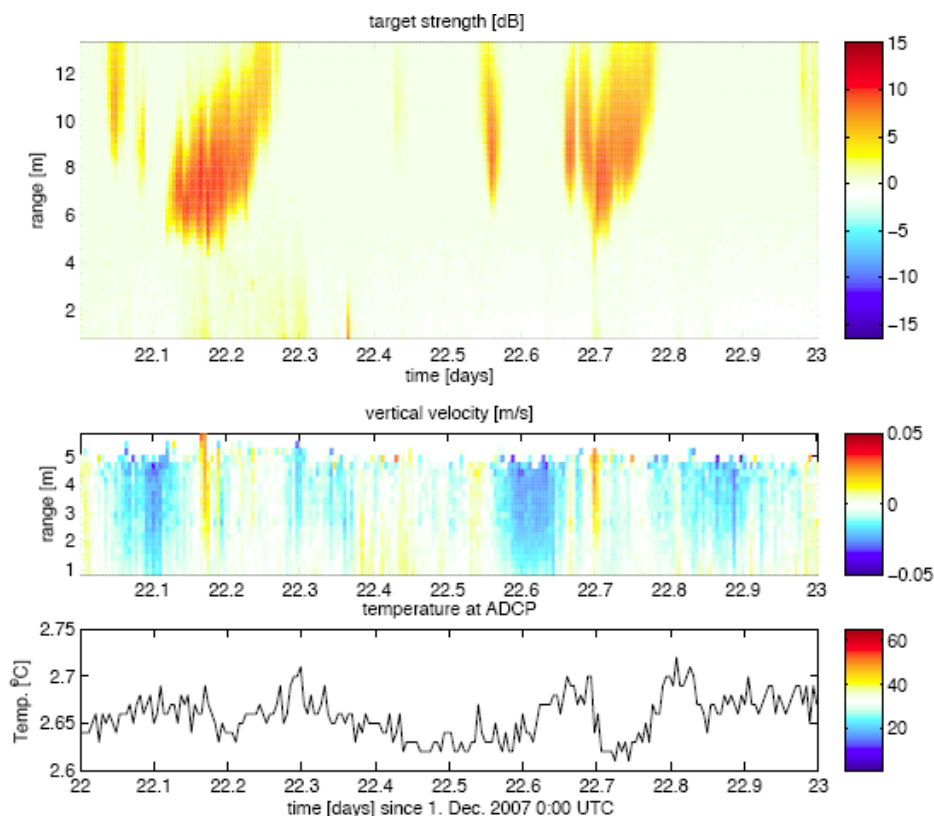 target strength [dB]
range [m]
12
10
8
6
4
2
22.1 22.2 22.3 22.4 22.5 22.6 22.7 22.8 22.9 23
time [days]
15
10
5
0
−5
−10
−15
vertical velocity [m/s]
range [m]
5
4
3
2
1
22.1 22.2 22.3 22.4 22.5 22.6 22.7 22.8 22.9 23
0.05
0
−0.05
temperature at ADCP
Temp. [°C]
2.75
2.7
2.65
2.6
22 22.1 22.2 22.3 22.4 22.5 22.6 22.7 22.8 22.9 23
time [days] since 1. Dec. 2007 0:00 UTC
60
40
20